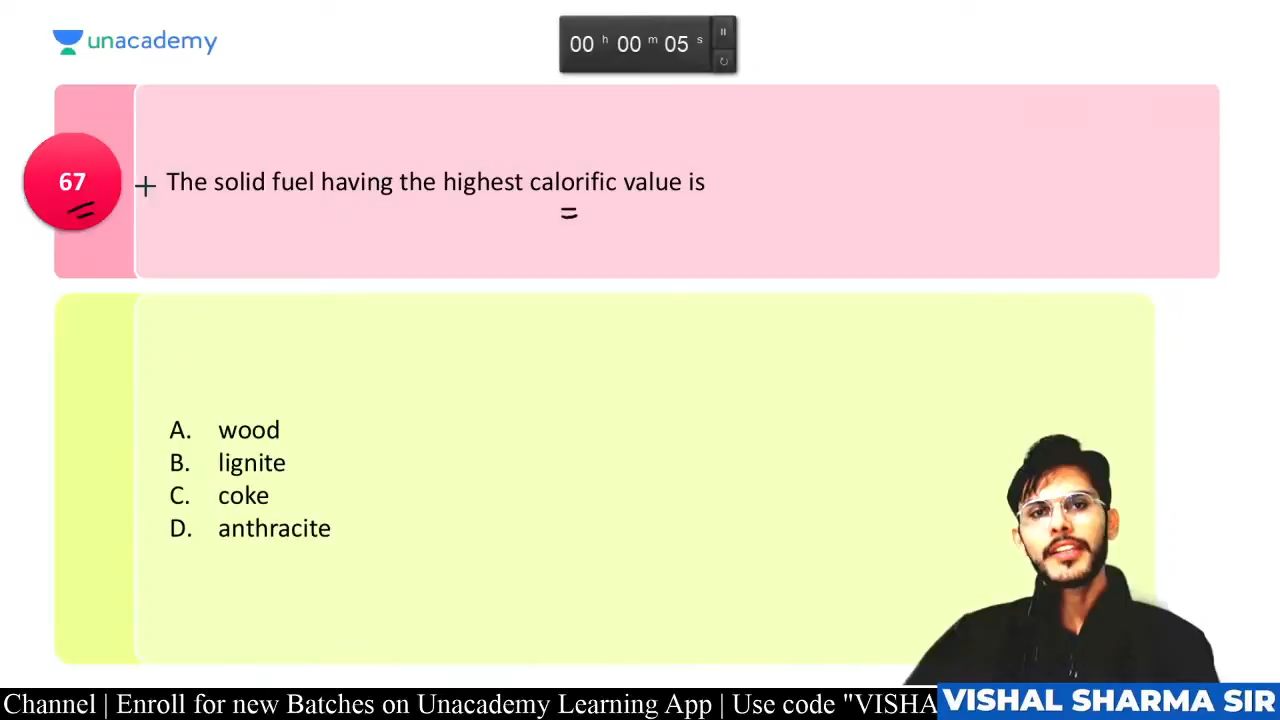 unacademy
00 h 00 m 05 s
67
The solid fuel having the highest calorific value is
A. wood
B. lignite
C. coke
D. anthracite
Channel | Enroll for new Batches on Unacademy Learning App | Use code "VISHA
VISHAL SHARMA SIR